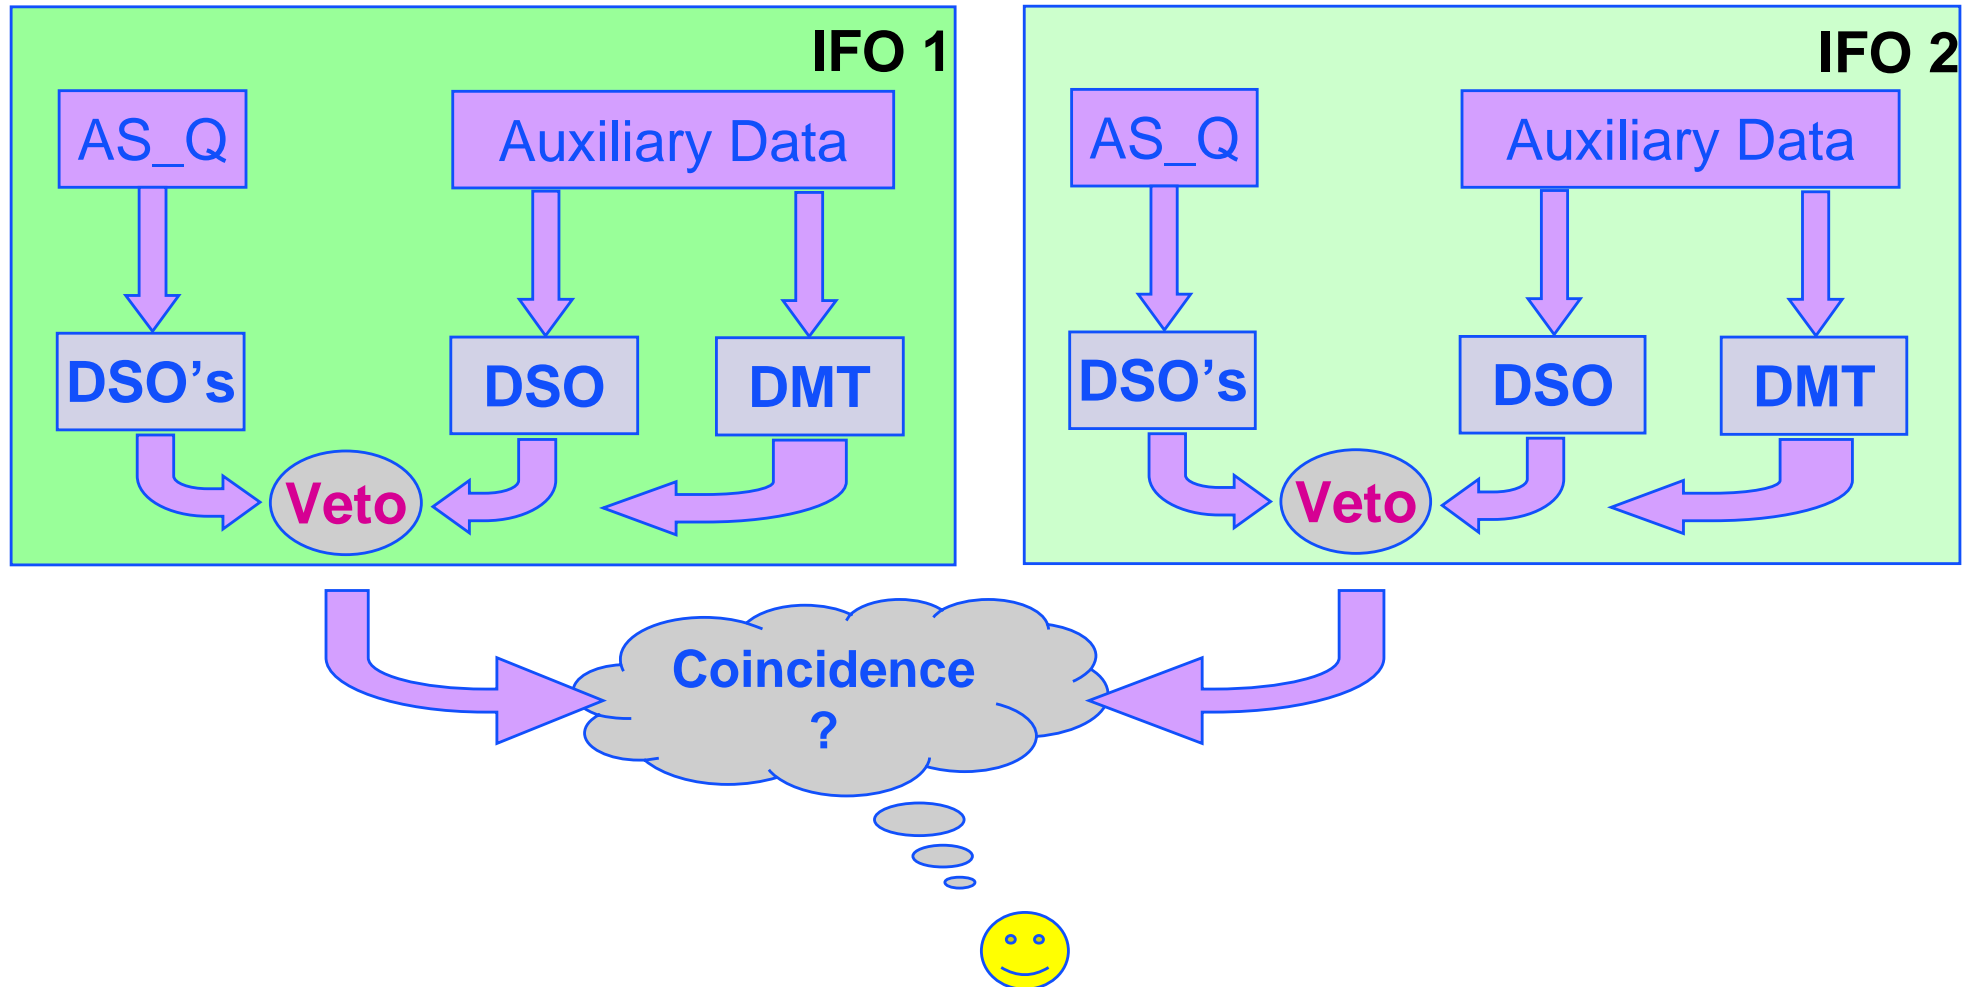 IFO 1
AS_Q
Auxiliary Data
DSO’s
DSO
DMT
Veto
IFO 2
AS_Q
Auxiliary Data
DSO’s
DSO
DMT
Veto
Coincidence
?